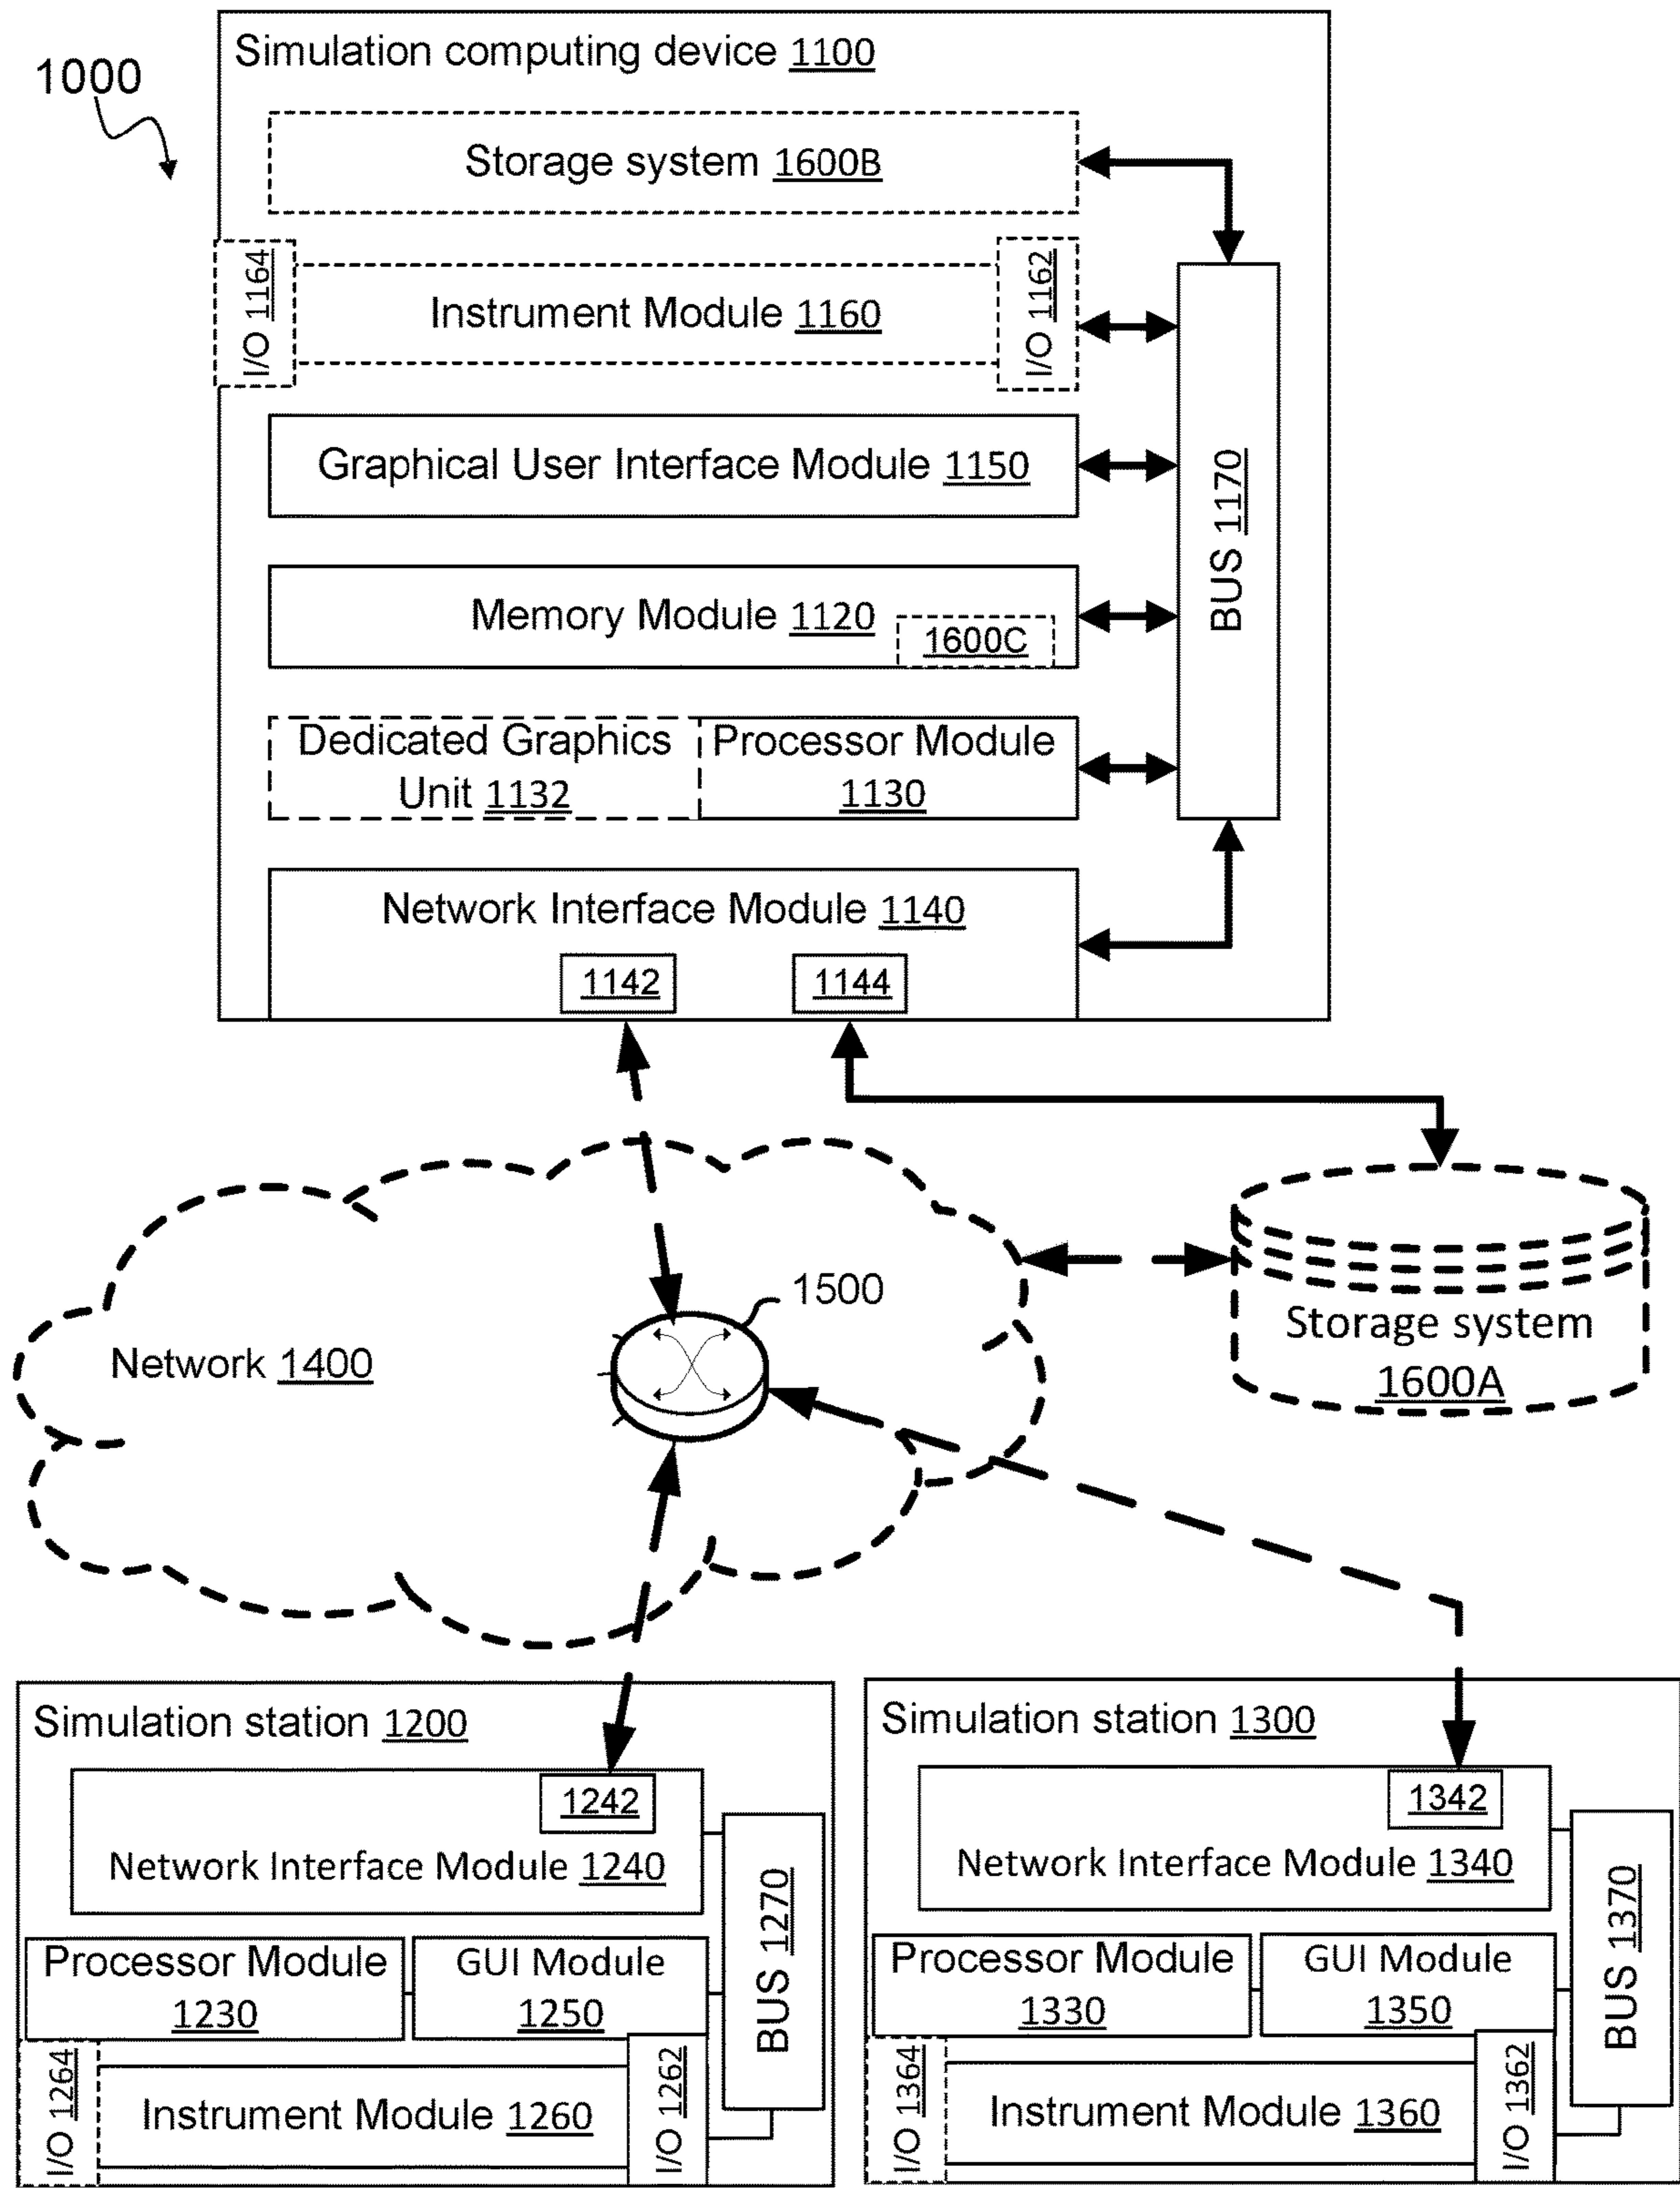 1000
Simulation computing device 1100
Storage system 1600B
I/O 1164
Instrument Module 1160
I/O 1162
Graphical User Interface Module 1150
BUS 1170
Memory Module 1120
1600C
Dedicated Graphics
Unit 1132
Processor Module
1130
Network Interface Module 1140
1142
1144
1500
Network 1400
Storage system
1600A
Simulation station 1200
1242
Network Interface Module 1240
BUS 1270
Processor Module
1230
GUI Module
1250
I/O 1264
Instrument Module 1260
I/O 1262
Simulation station 1300
1342
Network Interface Module 1340
BUS 1370
Processor Module
1330
GUI Module
1350
I/O 1364
Instrument Module 1360
I/O 1362